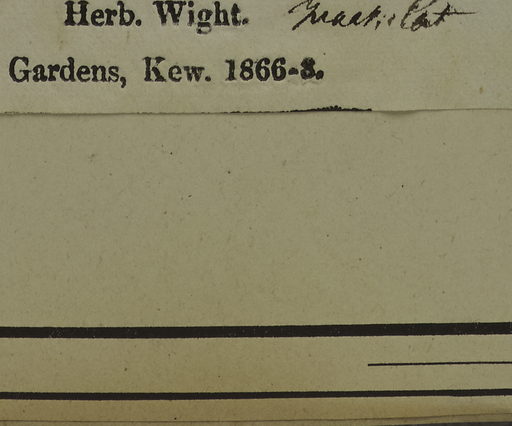 Herb. Wight.
Gardens, Kew. 1866-8.